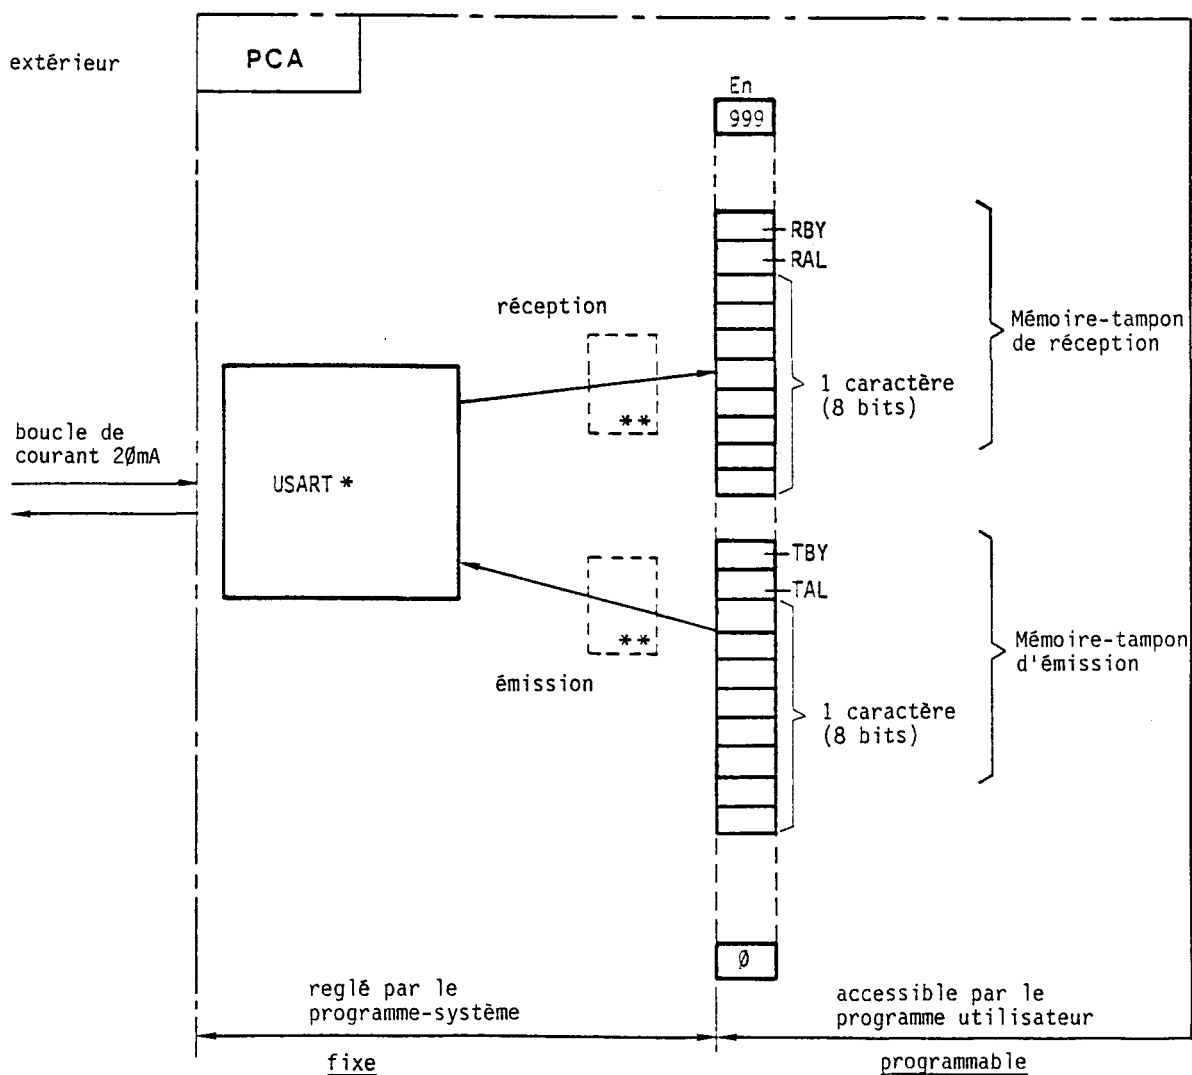 extérieur
PCA
En
999
RBY
RAL
réception
Mémoire-tampon
de réception
1 caractère
(8 bits)
**
boucle de
courant 2ØmA
USART *
TBY
TAL
**
Mémoire-tampon
d'émission
émission
1 caractère
(8 bits)
Ø
reglé par le
programme-système
accessible par le
programme utilisateur
fixe
programmable